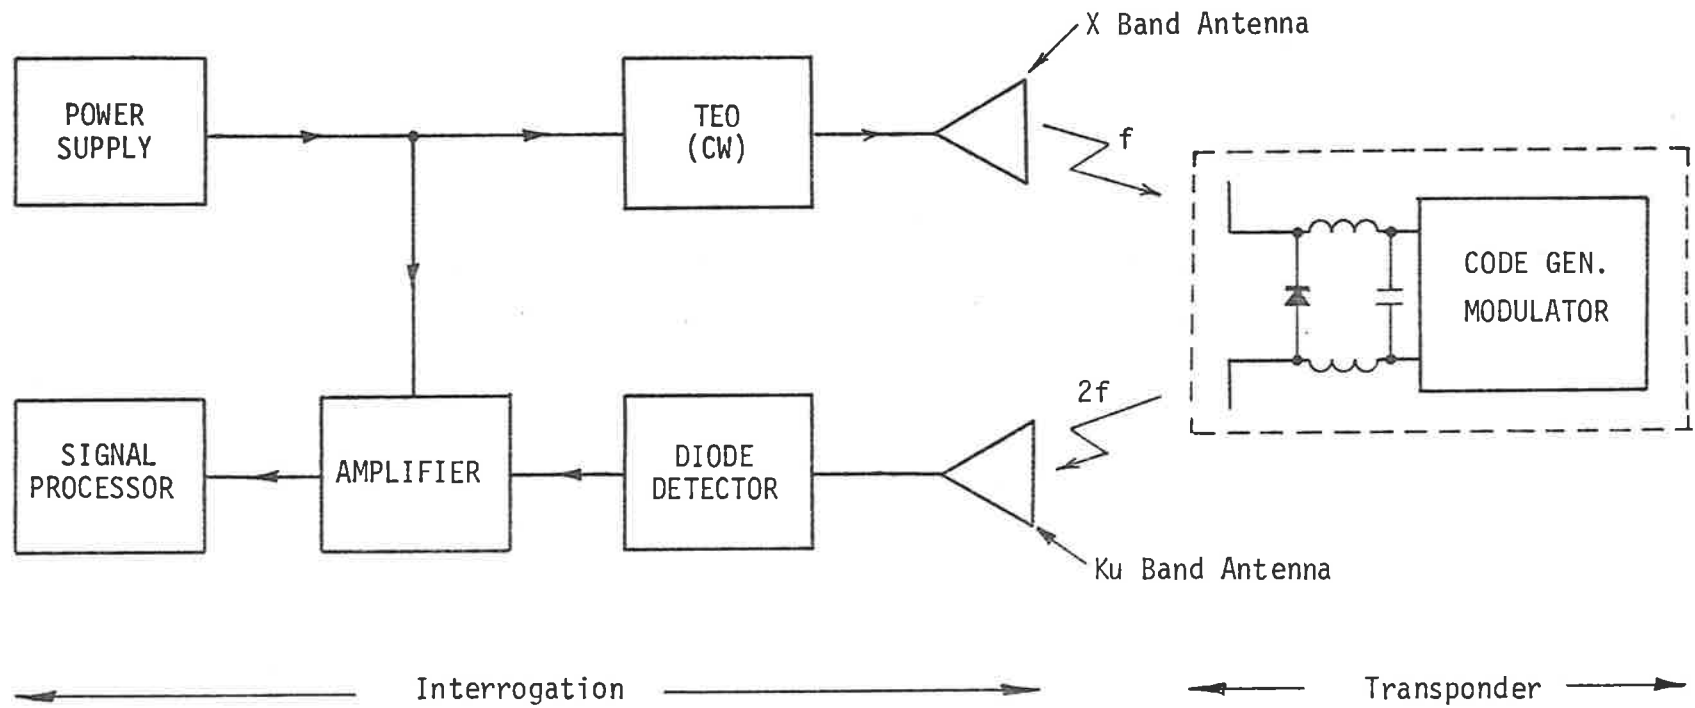 X Band Antenna
POWER
SUPPLY
TEO
(CW)
f
CODE GEN.
MODULATOR
2f
SIGNAL
PROCESSOR
AMPLIFIER
DIODE
DETECTOR
Ku Band Antenna
Interrogation
Transponder